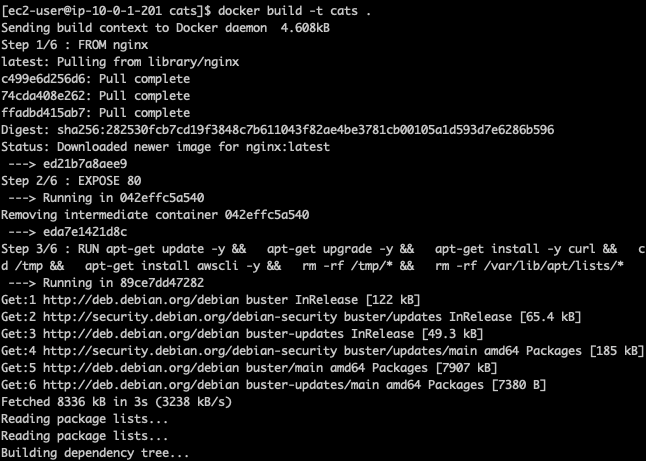 [ec2-user@ip-10-0-1-201 cats]$ docker build -t cats .
Sending build context to Docker daemon  4.608kB
Step 1/6 : FROM nginx
latest: Pulling from library/nginx
c499e6d256d6: Pull complete
74cda408e262: Pull complete
ffadbd415ab7: Pull complete
Digest: sha256:282530fcb7cd19f3848c7b611043f82ae4be3781cb00105a1d593d7e6286b596
Status: Downloaded newer image for nginx:latest
 ---> ed21b7a8aee9
Step 2/6 : EXPOSE 80
 ---> Running in 042effc5a540
Removing intermediate container 042effc5a540
 ---> eda7e1421d8c
Step 3/6 : RUN apt-get update -y &&   apt-get upgrade -y &&   apt-get install -y curl &&   c
d /tmp &&   apt-get install awscli -y &&   rm -rf /tmp/* &&   rm -rf /var/lib/apt/lists/*
 ---> Running in 89ce7dd47282
Get:1 http://deb.debian.org/debian buster InRelease [122 kB]
Get:2 http://security.debian.org/debian-security buster/updates InRelease [65.4 kB]
Get:3 http://deb.debian.org/debian buster-updates InRelease [49.3 kB]
Get:4 http://security.debian.org/debian-security buster/updates/main amd64 Packages [185 kB]
Get:5 http://deb.debian.org/debian buster/main amd64 Packages [7907 kB]
Get:6 http://deb.debian.org/debian buster-updates/main amd64 Packages [7380 B]
Fetched 8336 kB in 3s (3238 kB/s)
Reading package lists...
Reading package lists...
Building dependency tree...